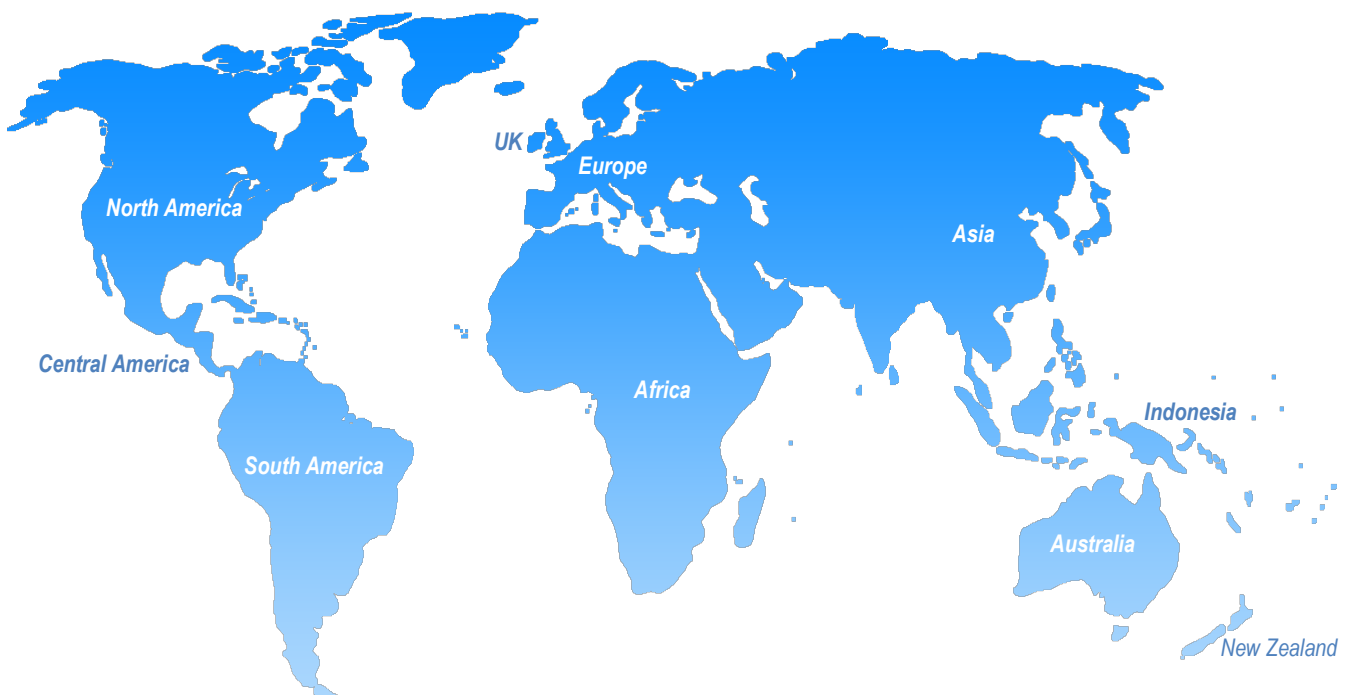 UK
Europe
North America
Asia
Central America
Africa
Indonesia
South America
Australia
New Zealand